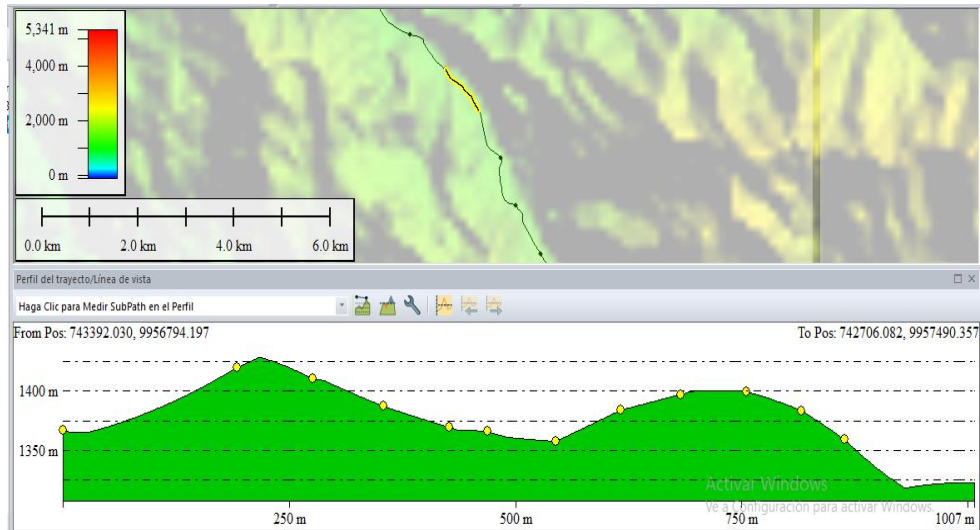 5,341 m
4,000 m
2,000 m
0 m
0.0 km 2.0 km 4.0 km 6.0 km
Perfil del trayecto/Línea de vista
Haga Clic para Medir SubPath en el Perfil
From Pos: 743392.030, 9956794.197 To Pos: 742706.082, 9957490.357
1400 m
1350 m
Activar Windows
Ve a Configuración para activar Windows.
250 m 500 m 750 m 1007 m